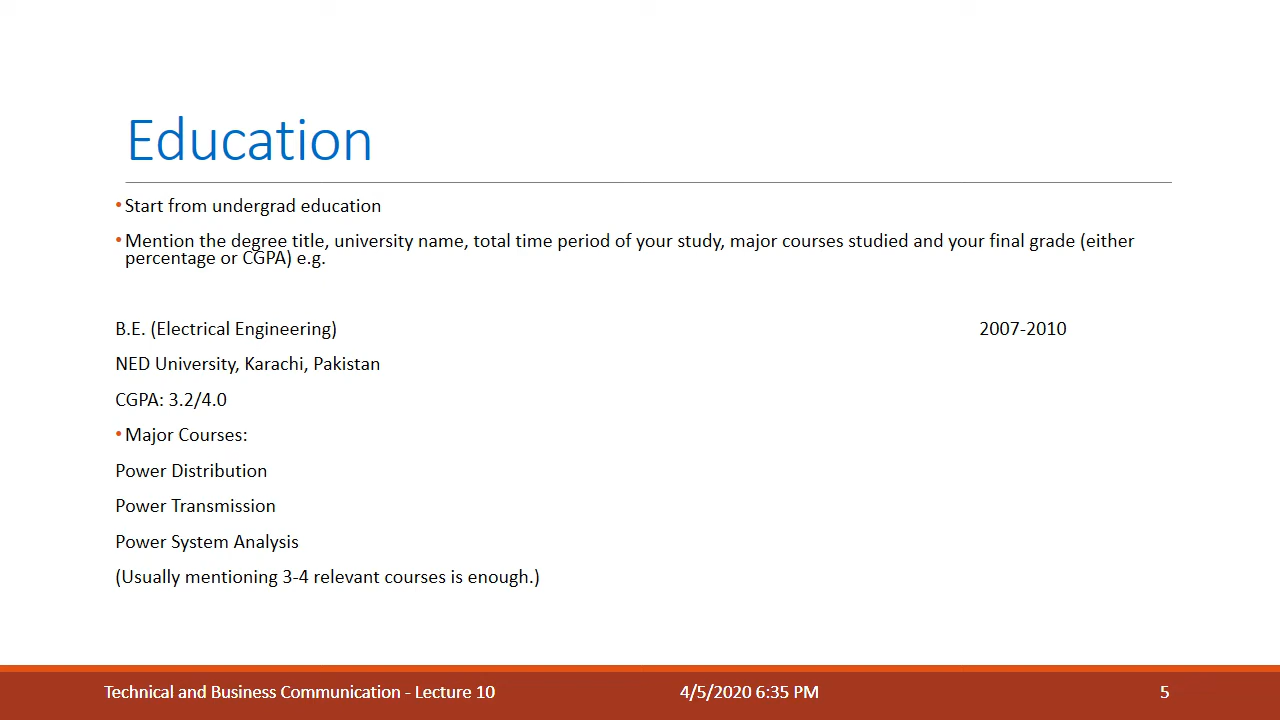 Education
•Start from undergrad education
•Mention the degree title, university name, total time period of your study, major courses studied and your final grade (either
percentage or CGPA) e.g.
B.E. (Electrical Engineering) 2007-2010
NED University, Karachi, Pakistan
CGPA: 3.2/4.0
•Major Courses:
Power Distribution
Power Transmission
Power System Analysis
(Usually mentioning 3-4 relevant courses is enough.)
Technical and Business Communication - Lecture 10 4/5/2020 6:35 PM 5